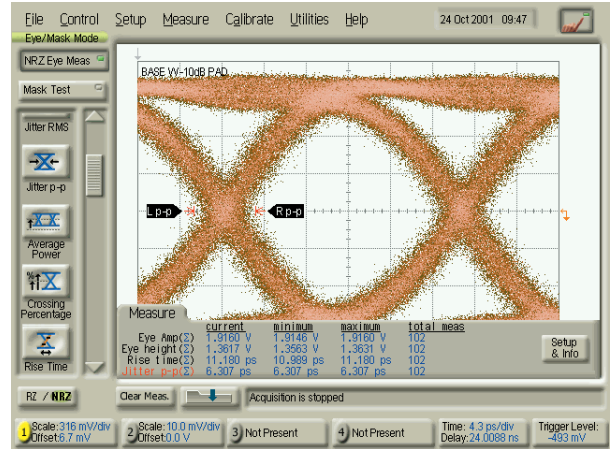 File Control Setup Measure Calibrate Utilities Help 24 Oct 2001 09:47
Eye/Mask Mode
NRZ Eye Meas
Mask Test
BASE W-10dB PAD
Jitter RMS
Jitter p-p
Average
Power
Crossing
Percentage
Rise Time
L p-p
R p-p
Measure
current minimum maximum total meas
Eye Amp(Σ) 1.9160 V 1.9146 V 1.9160 V 102
Eye height(Σ) 1.3617 V 1.3563 V 1.3631 V 102
Rise time(Σ) 11.180 ps 10.989 ps 11.180 ps 102
Jitter p-p(Σ) 6.307 ps 6.307 ps 6.307 ps 102
Setup
& Info
RZ / NRZ
Clear Meas.
Acquisition is stopped
1 Scale:316 mV/div
Offset:6.7 mV
2 Scale:10.0 mV/div
Offset:0.0 V
3 Not Present
4 Not Present
Time: 4.3 ps/div
Delay:24.0088 ns
Trigger Level:
-493 mV